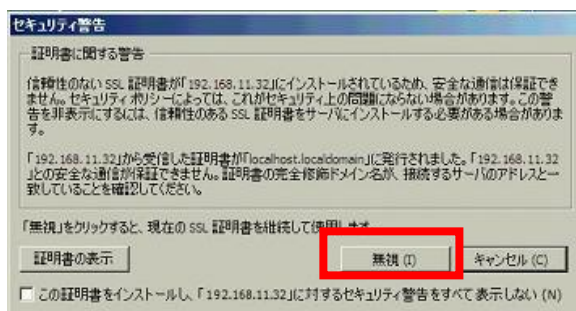 セキュリティ警告
証明書に関する警告
信頼性のない SSL 証明書が「192.168.11.32」にインストールされているため、安全な通信は保証でき
ません。セキュリティ ポリシーによっては、これがセキュリティ上の問題にならない場合があります。この警
告を非表示にするには、信頼性のある SSL 証明書をサーバにインストールする必要がある場合がありま
す。
「192.168.11.32」から受信した証明書が「localhost.localdomain」に発行されました。「192.168.11.32
」との安全な通信が保証できません。証明書の完全修飾ドメイン名が、接続するサーバのアドレスと一
致していることを確認してください。
「無視」をクリックすると、現在の SSL 証明書を継続して使用します
証明書の表示
無視 (I)
キャンセル (C)
この証明書をインストールし、「192.168.11.32」に対するセキュリティ警告をすべて表示しない (N)